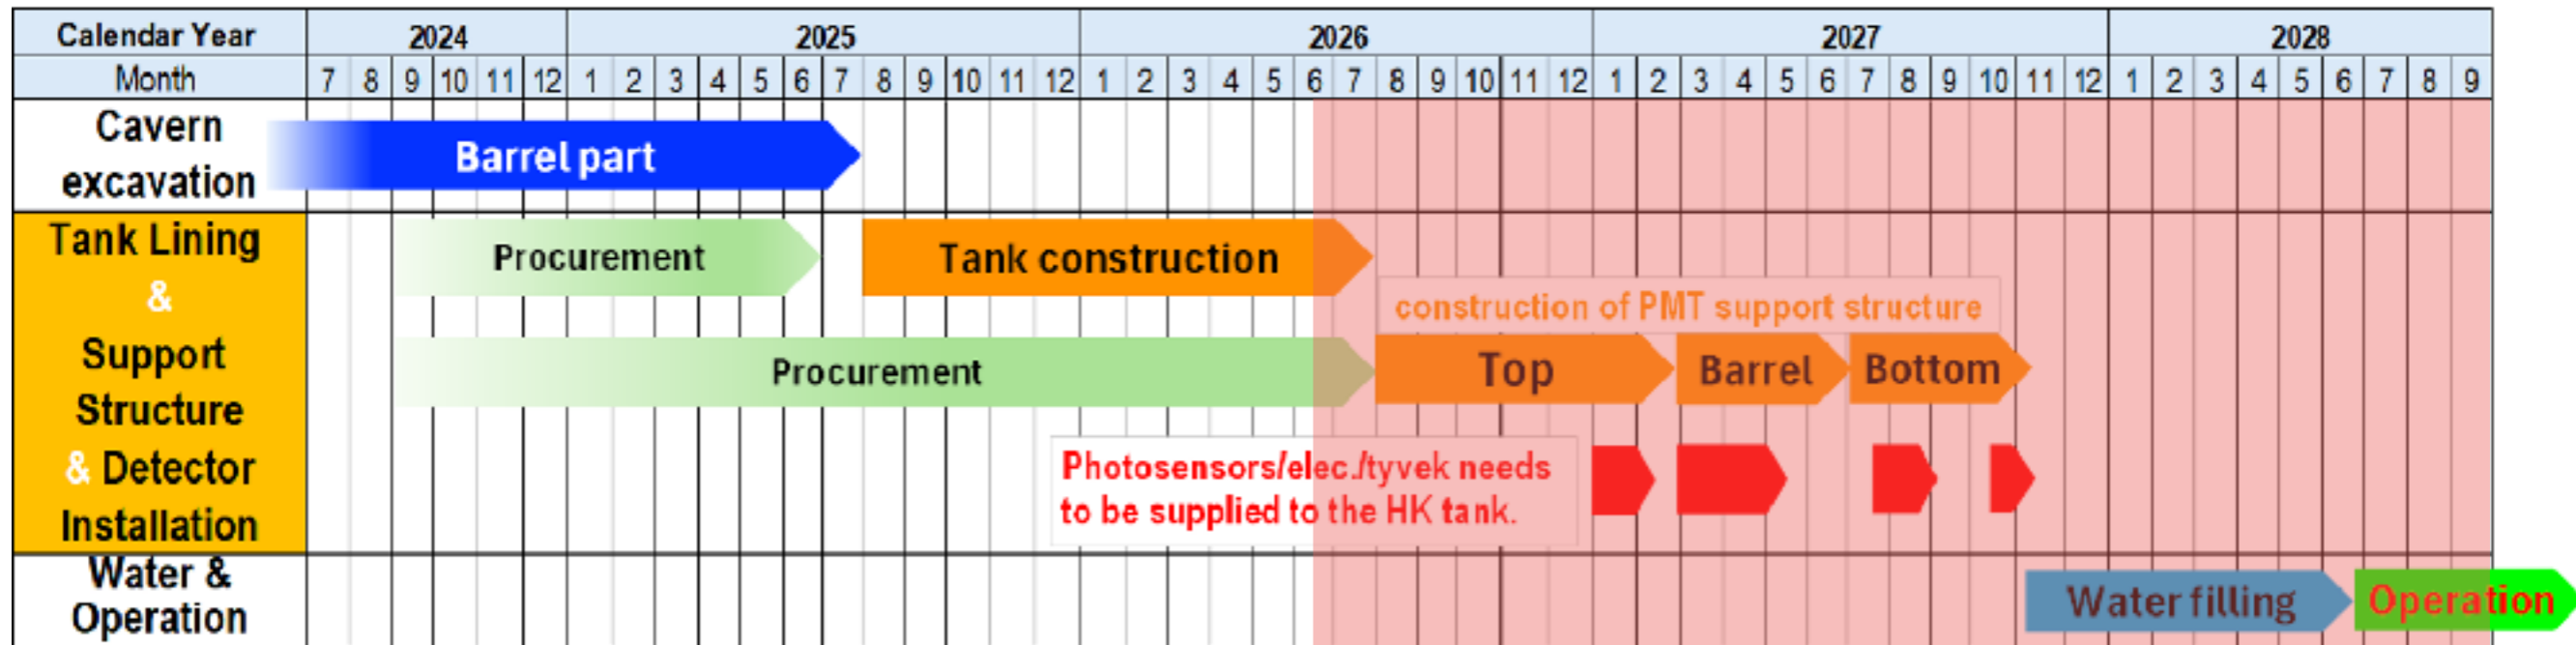 Calendar Year 2024 2025 2026 2027 2028
Month 7 8 9 10 11 12 1 2 3 4 5 6 7 8 9 10 11 12 1 2 3 4 5 6 7 8 9 10 11 12 1 2 3 4 5 6 7 8 9 10 11 12 1 2 3 4 5 6 7 8 9
Cavern
excavation
Barrel part
Tank Lining
&
Support
Structure
& Detector
Installation
Procurement
Tank construction
construction of PMT support structure
Procurement
Top
Barrel
Bottom
Photosensors/elec./tyvek needs
to be supplied to the HK tank.
Water &
Operation
Water filling
Operation